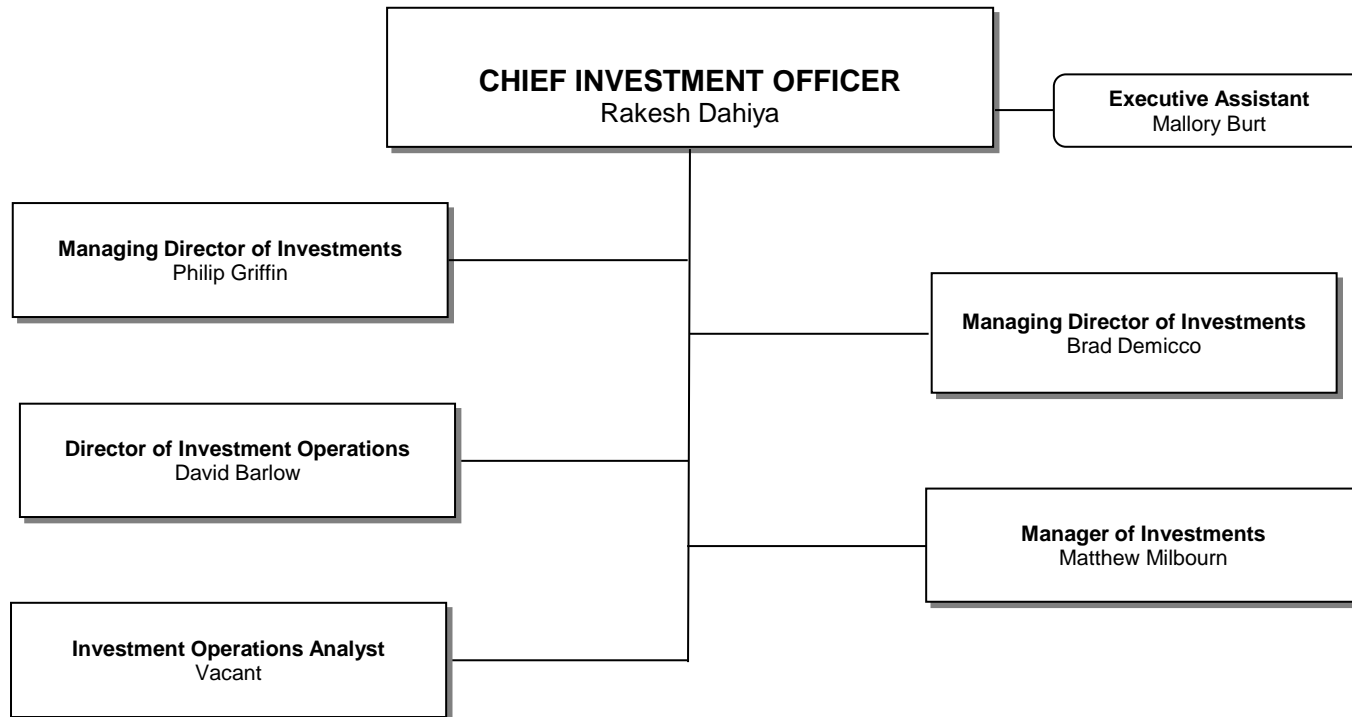 CHIEF INVESTMENT OFFICER
Rakesh Dahiya
Executive Assistant
Mallory Burt
Managing Director of Investments
Philip Griffin
Managing Director of Investments
Brad Demicco
Director of Investment Operations
David Barlow
Manager of Investments
Matthew Milbourn
Investment Operations Analyst
Vacant